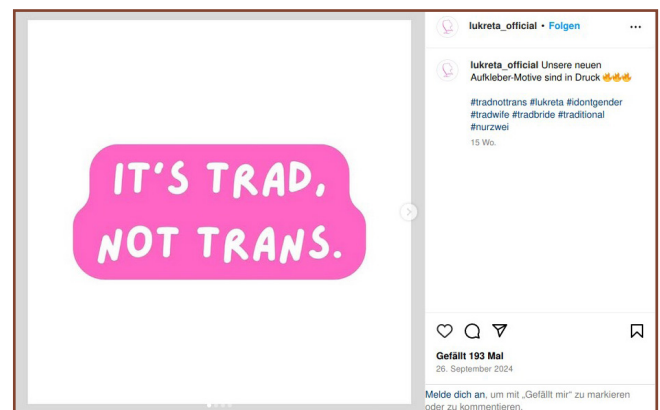 IT'S TRAD,
NOT TRANS.
lukreta_official • Folgen
lukreta_official Unsere neuen
Aufkleber-Motive sind in Druck 🔥🔥🔥
#tradnottrans #lukreta #idontgender
#tradwife #tradbride #traditional
#nurzwei
15 Wo.
Gefällt 193 Mal
26. September 2024
Melde dich an, um mit „Gefällt mir“ zu markieren
oder zu kommentieren.